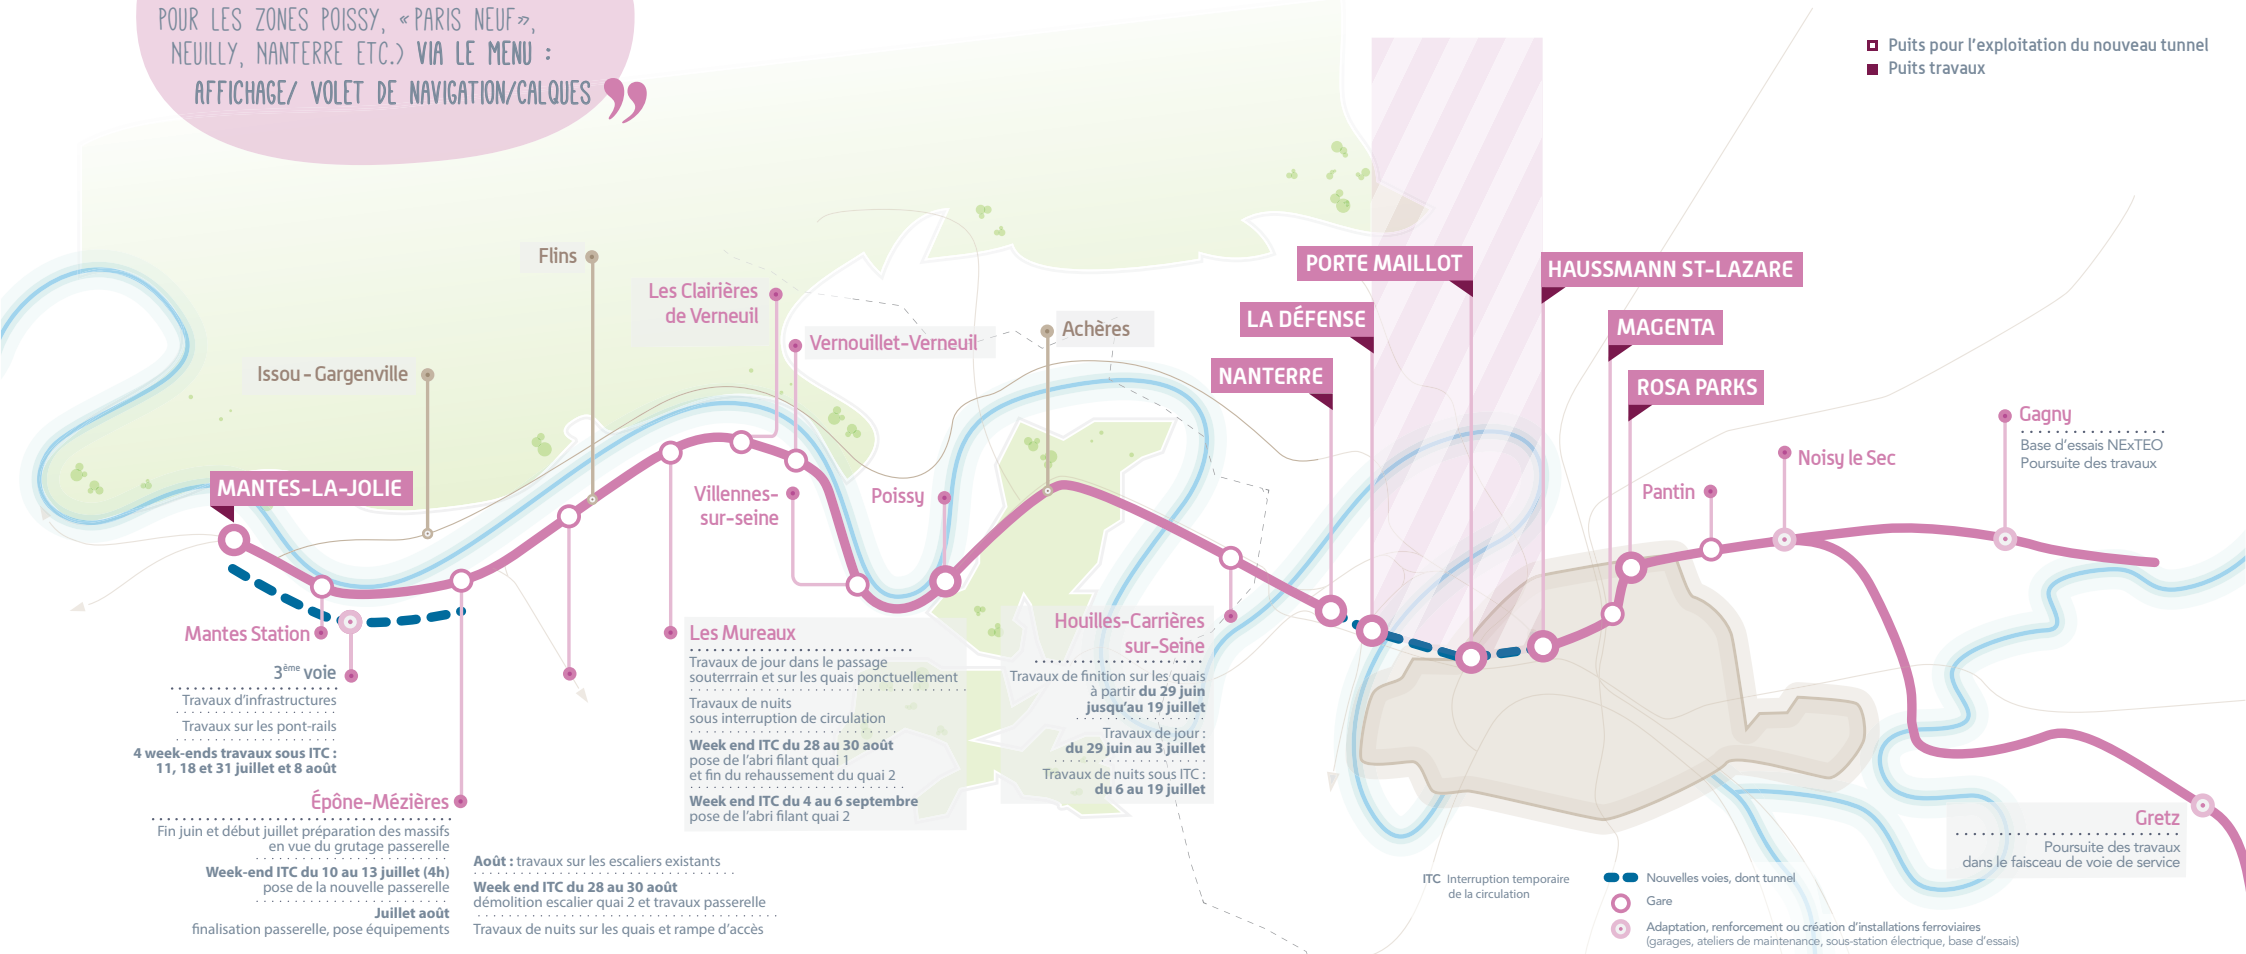 POUR LES ZONES POISSY, « PARIS NEUF »,
NEUILLY, NANTERRE ETC.) VIA LE MENU :
AFFICHAGE/ VOLET DE NAVIGATION/CALQUES ”
Puits pour l'exploitation du nouveau tunnel
Puits travaux
Flins
Les Clairières
de Verneuil
Vernouillet-Verneuil
Achères
Issou - Gargenville
PORTE MAILLOT
HAUSSMANN ST-LAZARE
LA DÉFENSE
MAGENTA
NANTERRE
ROSA PARKS
Gagny
Base d'essais NExTEO
Poursuite des travaux
Noisy le Sec
Pantin
MANTES-LA-JOLIE
Villennes-
sur-seine
Poissy
Mantes Station
3ème voie
Travaux d'infrastructures
Travaux sur les pont-rails
4 week-ends travaux sous ITC :
11, 18 et 31 juillet et 8 août
Épône-Mézières
Fin juin et début juillet préparation des massifs
en vue du grutage passerelle
Week-end ITC du 10 au 13 juillet (4h)
pose de la nouvelle passerelle
Juillet août
finalisation passerelle, pose équipements
Août : travaux sur les escaliers existants
Week end ITC du 28 au 30 août
démolition escalier quai 2 et travaux passerelle
Travaux de nuits sur les quais et rampe d'accès
Les Mureaux
Travaux de jour dans le passage
souterrrain et sur les quais ponctuellement
Travaux de nuits
sous interruption de circulation
Week end ITC du 28 au 30 août
pose de l'abri filant quai 1
et fin du rehaussement du quai 2
Week end ITC du 4 au 6 septembre
pose de l'abri filant quai 2
Houilles-Carrières
sur-Seine
Travaux de finition sur les quais
à partir du 29 juin
jusqu'au 19 juillet
Travaux de jour :
du 29 juin au 3 juillet
Travaux de nuits sous ITC :
du 6 au 19 juillet
Gretz
Poursuite des travaux
dans le faisceau de voie de service
ITC Interruption temporaire
de la circulation
Nouvelles voies, dont tunnel
Gare
Adaptation, renforcement ou création d'installations ferroviaires
(garages, ateliers de maintenance, sous-station électrique, base d'essais)